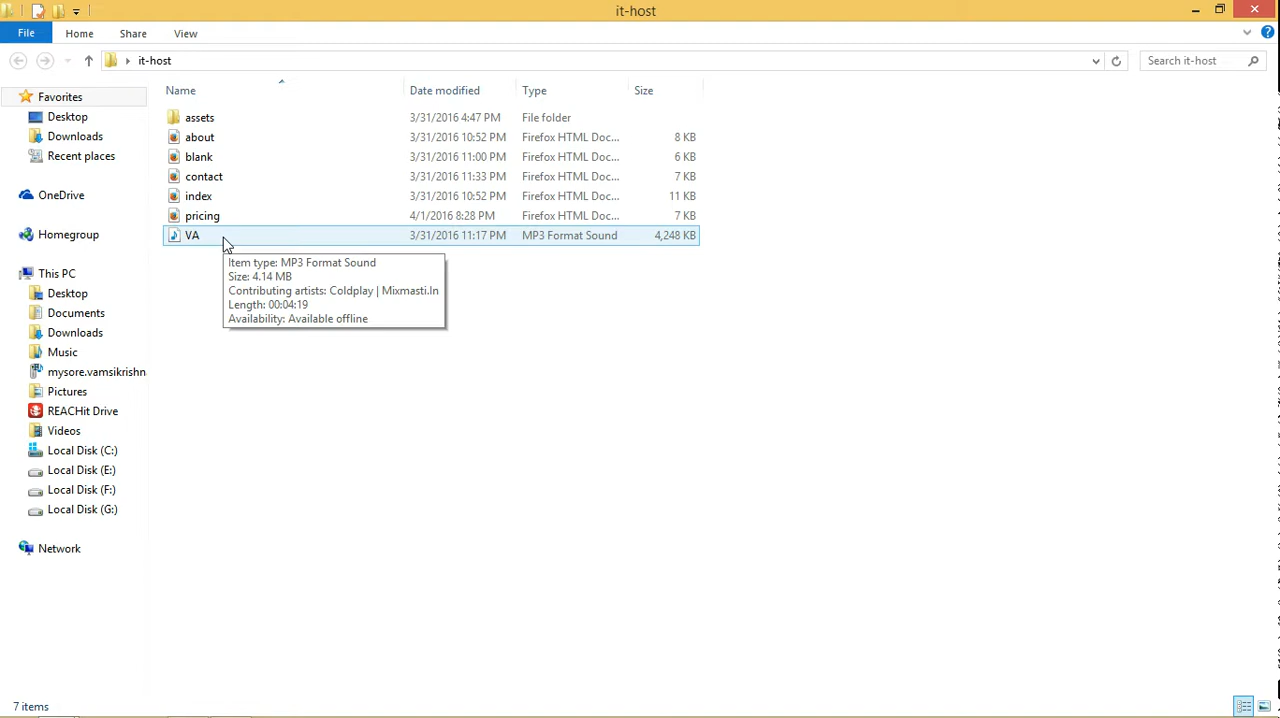 it-host
File Home Share View
it-host
Search it-host
Name Date modified Type Size
Favorites
Desktop
Downloads
Recent places
OneDrive
Homegroup
This PC
Desktop
Documents
Downloads
Music
mysore.vamsikrishn
Pictures
REACHit Drive
Videos
Local Disk (C:)
Local Disk (E:)
Local Disk (F:)
Local Disk (G:)
Network
assets 3/31/2016 4:47 PM File folder
about 3/31/2016 10:52 PM Firefox HTML Doc... 8 KB
blank 3/31/2016 11:00 PM Firefox HTML Doc... 6 KB
contact 3/31/2016 11:33 PM Firefox HTML Doc... 7 KB
index 3/31/2016 10:52 PM Firefox HTML Doc... 11 KB
pricing 4/1/2016 8:28 PM Firefox HTML Doc... 7 KB
VA 3/31/2016 11:17 PM MP3 Format Sound 4,248 KB
Item type: MP3 Format Sound
Size: 4.14 MB
Contributing artists: Coldplay | Mixmasti.In
Length: 00:04:19
Availability: Available offline
7 items